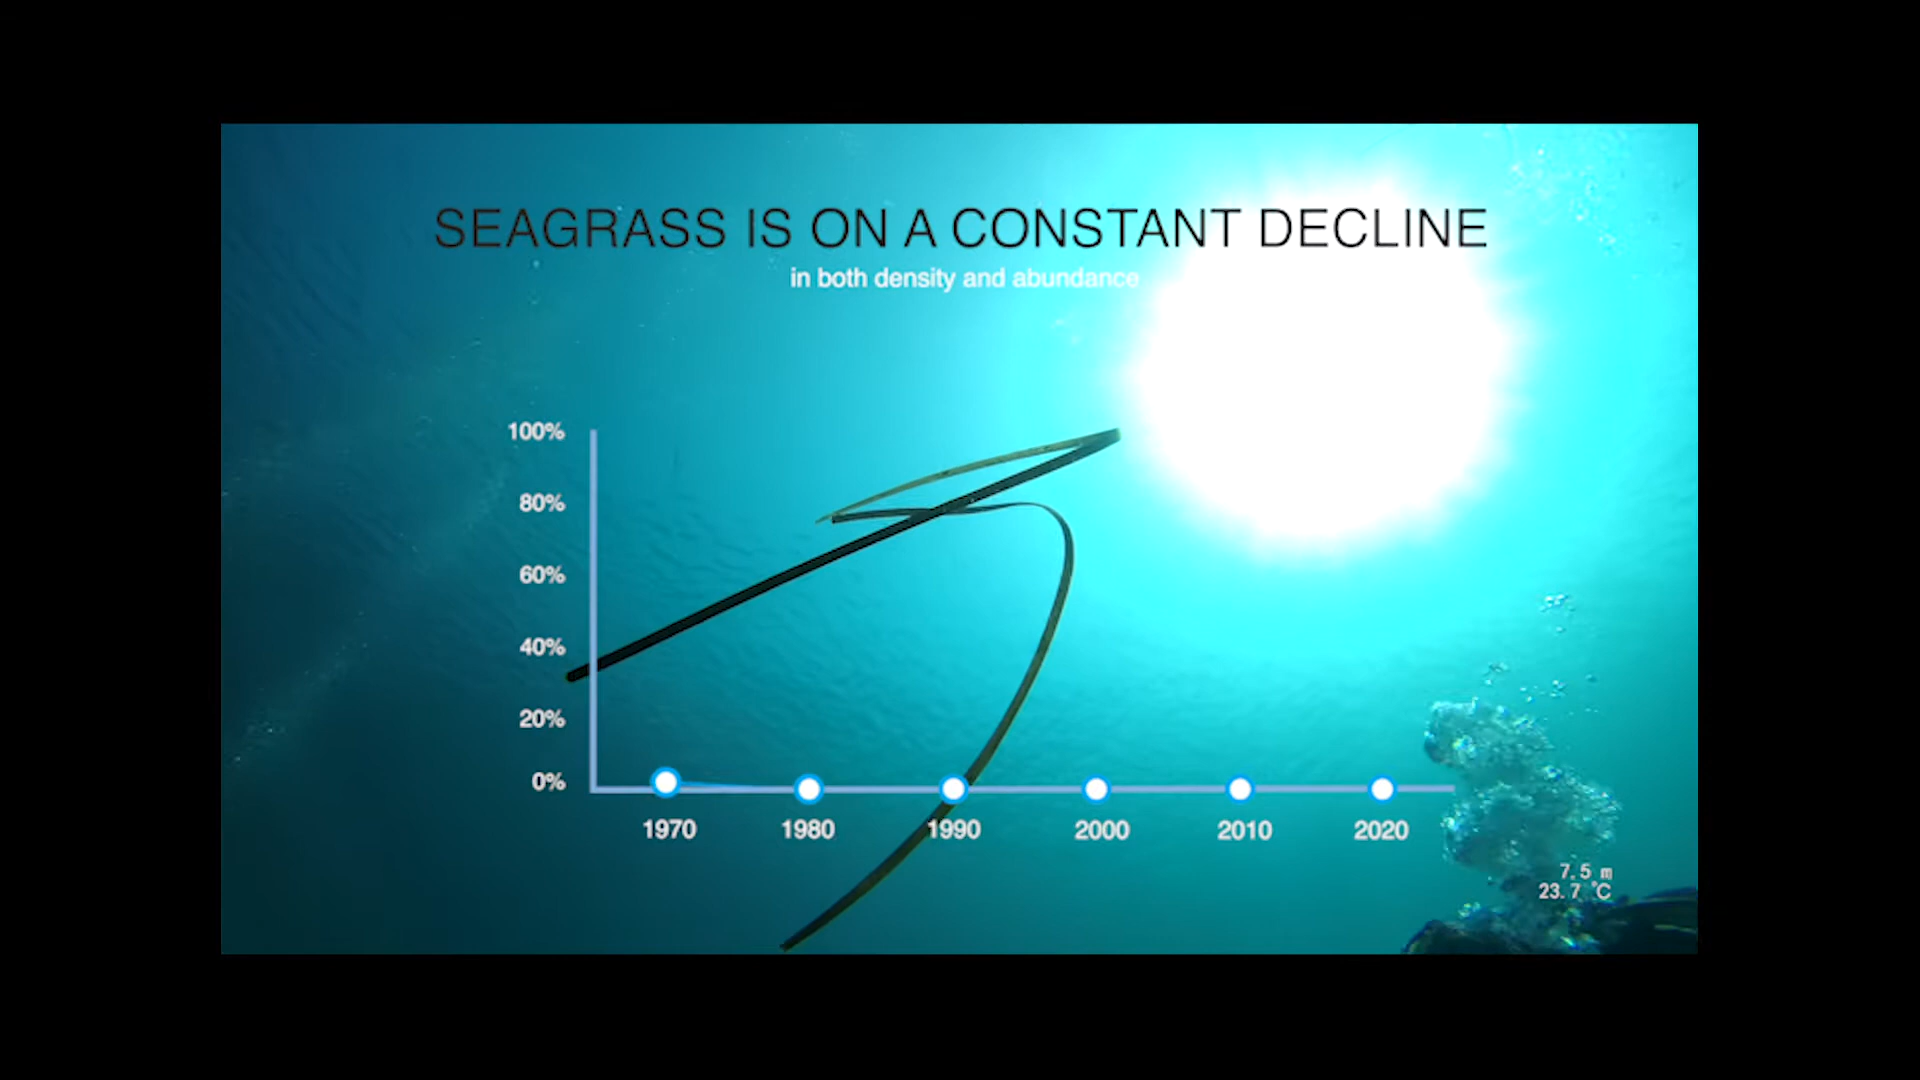 SEAGRASS IS ON A CONSTANT DECLINE
in both density and abundance
100%
80%
60%
40%
20%
0%
1970 1980 1990 2000 2010 2020
7.5 m
23.7 °C